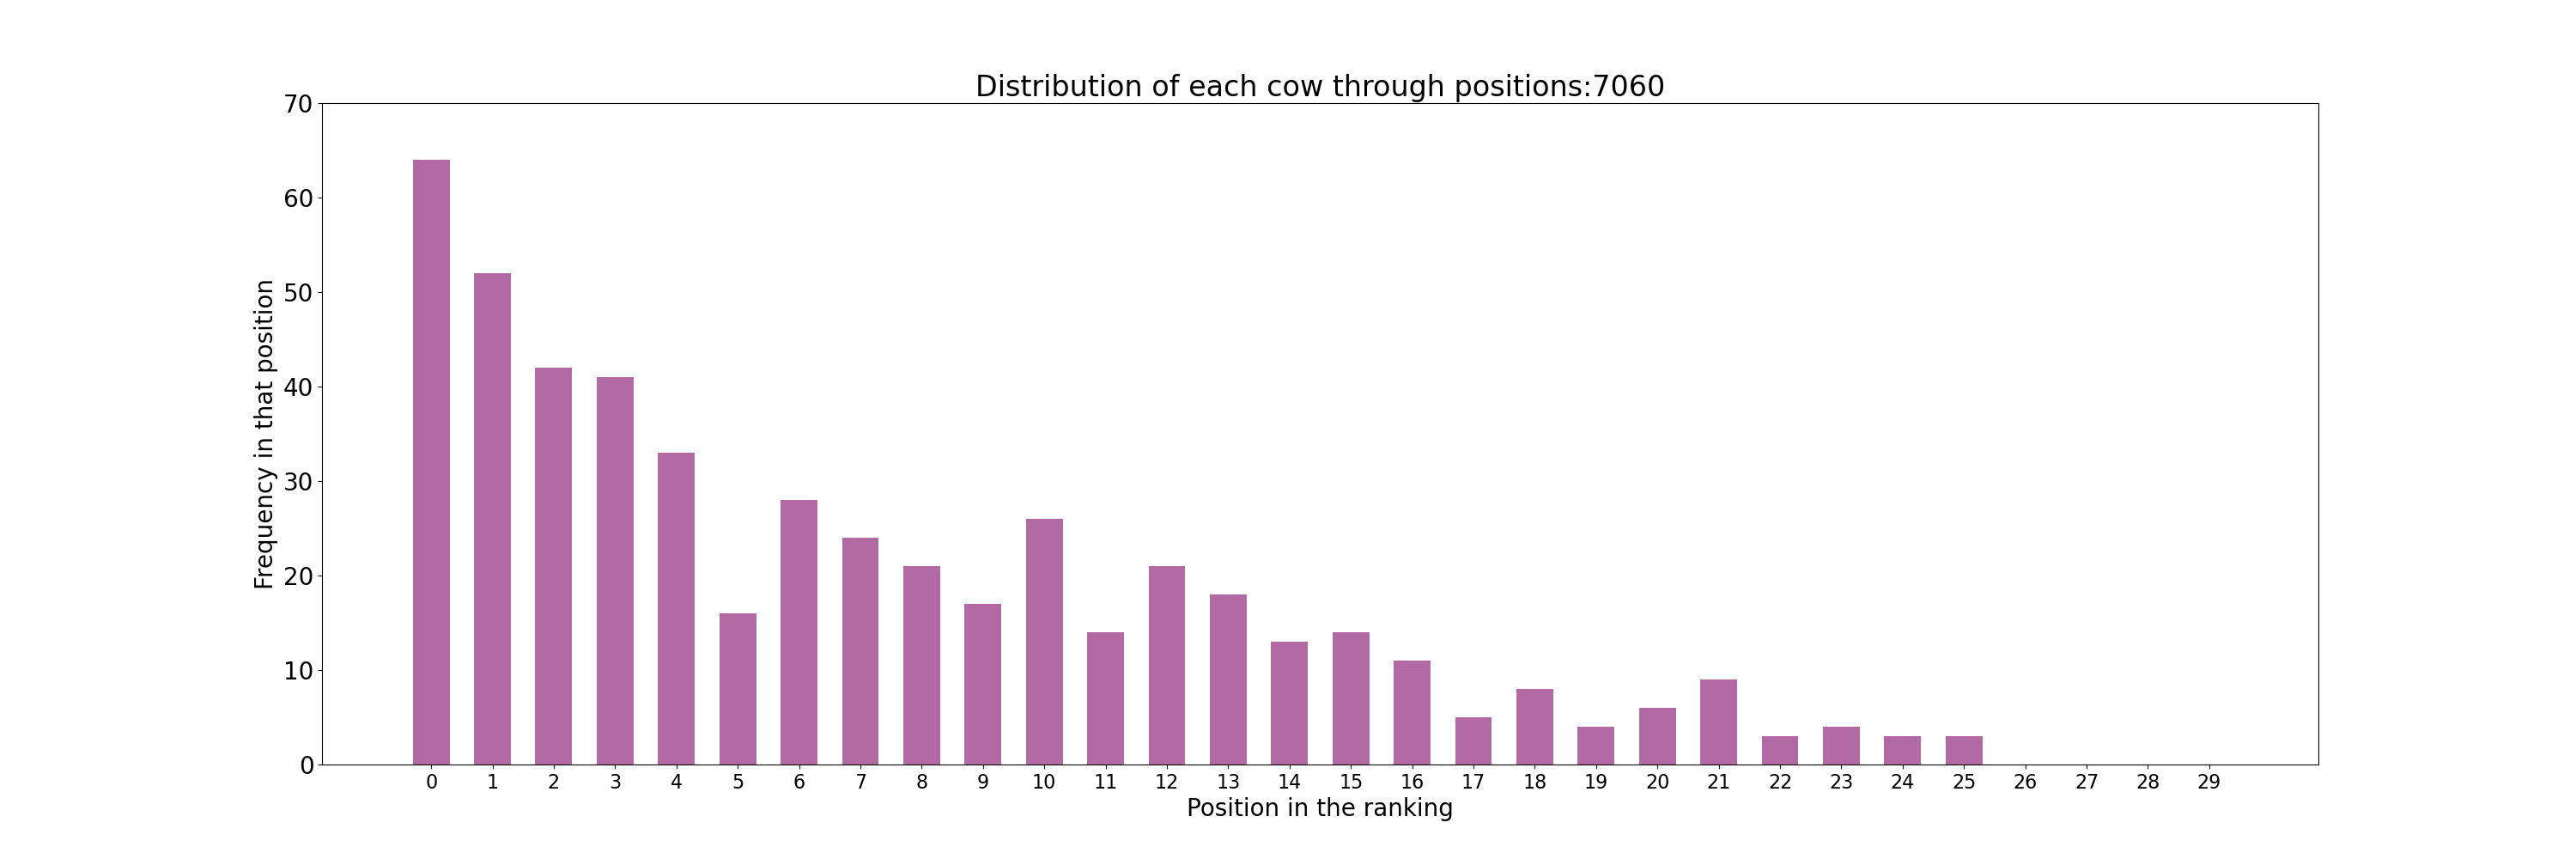 Distribution of each cow through positions:7060
70
60
50
40
30
20
10
0
Frequency in that position
0 1 2 3 4 5 6 7 8 9 10 11 12 13 14 15 16 17 18 19 20 21 22 23 24 25 26 27 28 29
Position in the ranking